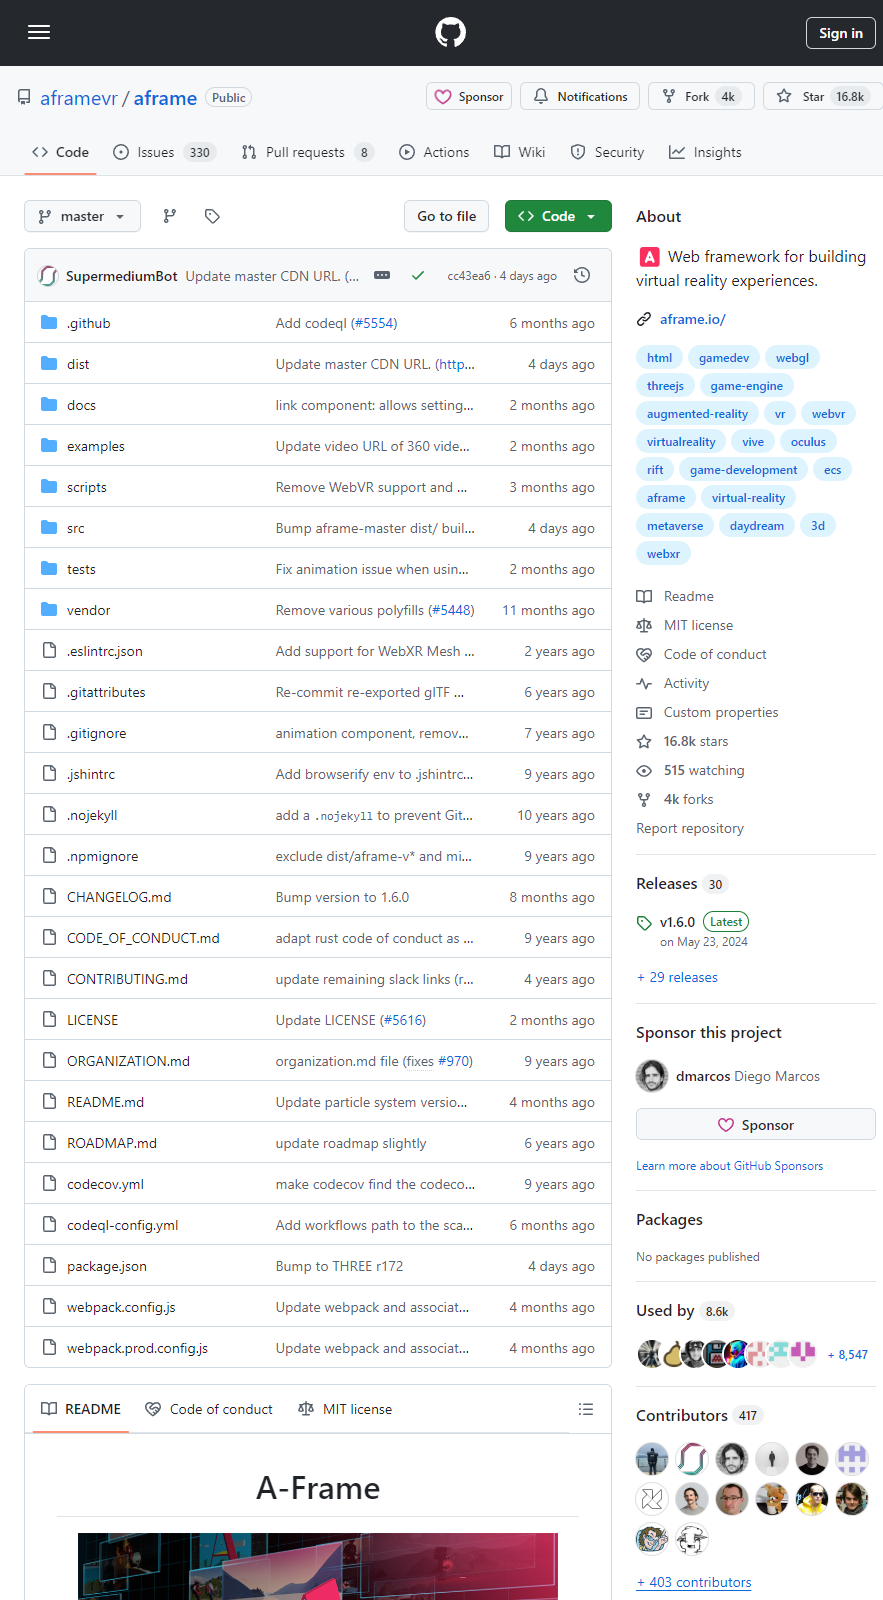 Sign in
aframevr / aframe Public
Sponsor Notifications Fork 4k Star 16.8k
Code Issues 330 Pull requests 8 Actions Wiki Security Insights
master Go to file Code
SupermediumBot Update master CDN URL. (... cc43ea6 · 4 days ago
.github Add codeql (#5554) 6 months ago
dist Update master CDN URL. (http... 4 days ago
docs link component: allows setting... 2 months ago
examples Update video URL of 360 vide... 2 months ago
scripts Remove WebVR support and ... 3 months ago
src Bump aframe-master dist/ buil... 4 days ago
tests Fix animation issue when usin... 2 months ago
vendor Remove various polyfills (#5448) 11 months ago
.eslintrc.json Add support for WebXR Mesh ... 2 years ago
.gitattributes Re-commit re-exported glTF ... 6 years ago
.gitignore animation component, remov... 7 years ago
.jshintrc Add browserify env to .jshintrc... 9 years ago
.nojekyll add a .nojekyll to prevent Git... 10 years ago
.npmignore exclude dist/aframe-v* and mi... 9 years ago
CHANGELOG.md Bump version to 1.6.0 8 months ago
CODE_OF_CONDUCT.md adapt rust code of conduct as ... 9 years ago
CONTRIBUTING.md update remaining slack links (r... 4 years ago
LICENSE Update LICENSE (#5616) 2 months ago
ORGANIZATION.md organization.md file (fixes #970) 9 years ago
README.md Update particle system versio... 4 months ago
ROADMAP.md update roadmap slightly 6 years ago
codecov.yml make codecov find the codeco... 9 years ago
codeql-config.yml Add workflows path to the sca... 6 months ago
package.json Bump to THREE r172 4 days ago
webpack.config.js Update webpack and associat... 4 months ago
webpack.prod.config.js Update webpack and associat... 4 months ago
README Code of conduct MIT license
A-Frame
About
A Web framework for building
virtual reality experiences.
aframe.io/
html gamedev webgl
threejs game-engine
augmented-reality vr webvr
virtualreality vive oculus
rift game-development ecs
aframe virtual-reality
metaverse daydream 3d
webxr
Readme
MIT license
Code of conduct
Activity
Custom properties
16.8k stars
515 watching
4k forks
Report repository
Releases 30
v1.6.0 Latest
on May 23, 2024
+ 29 releases
Sponsor this project
dmarcos Diego Marcos
Sponsor
Learn more about GitHub Sponsors
Packages
No packages published
Used by 8.6k
+ 8,547
Contributors 417
+ 403 contributors